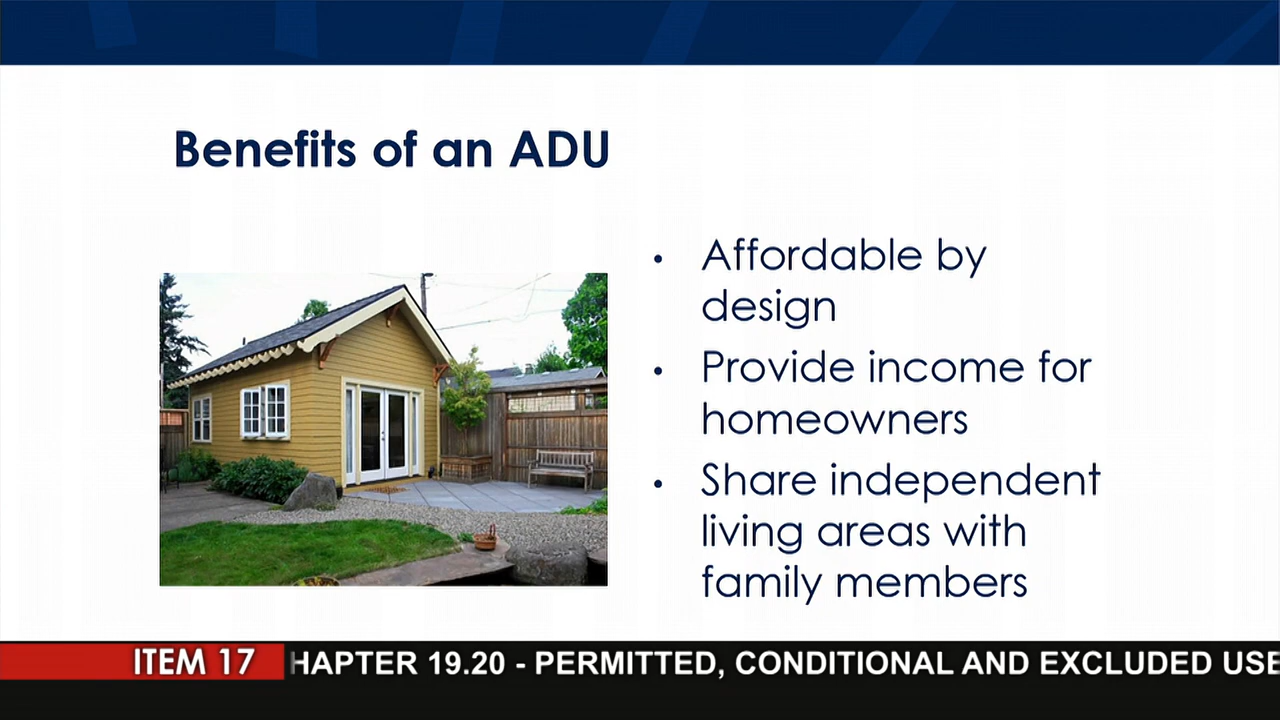 Benefits of an ADU
• Affordable by
design
• Provide income for
homeowners
• Share independent
living areas with
family members
ITEM 17
HAPTER 19.20 - PERMITTED, CONDITIONAL AND EXCLUDED USE